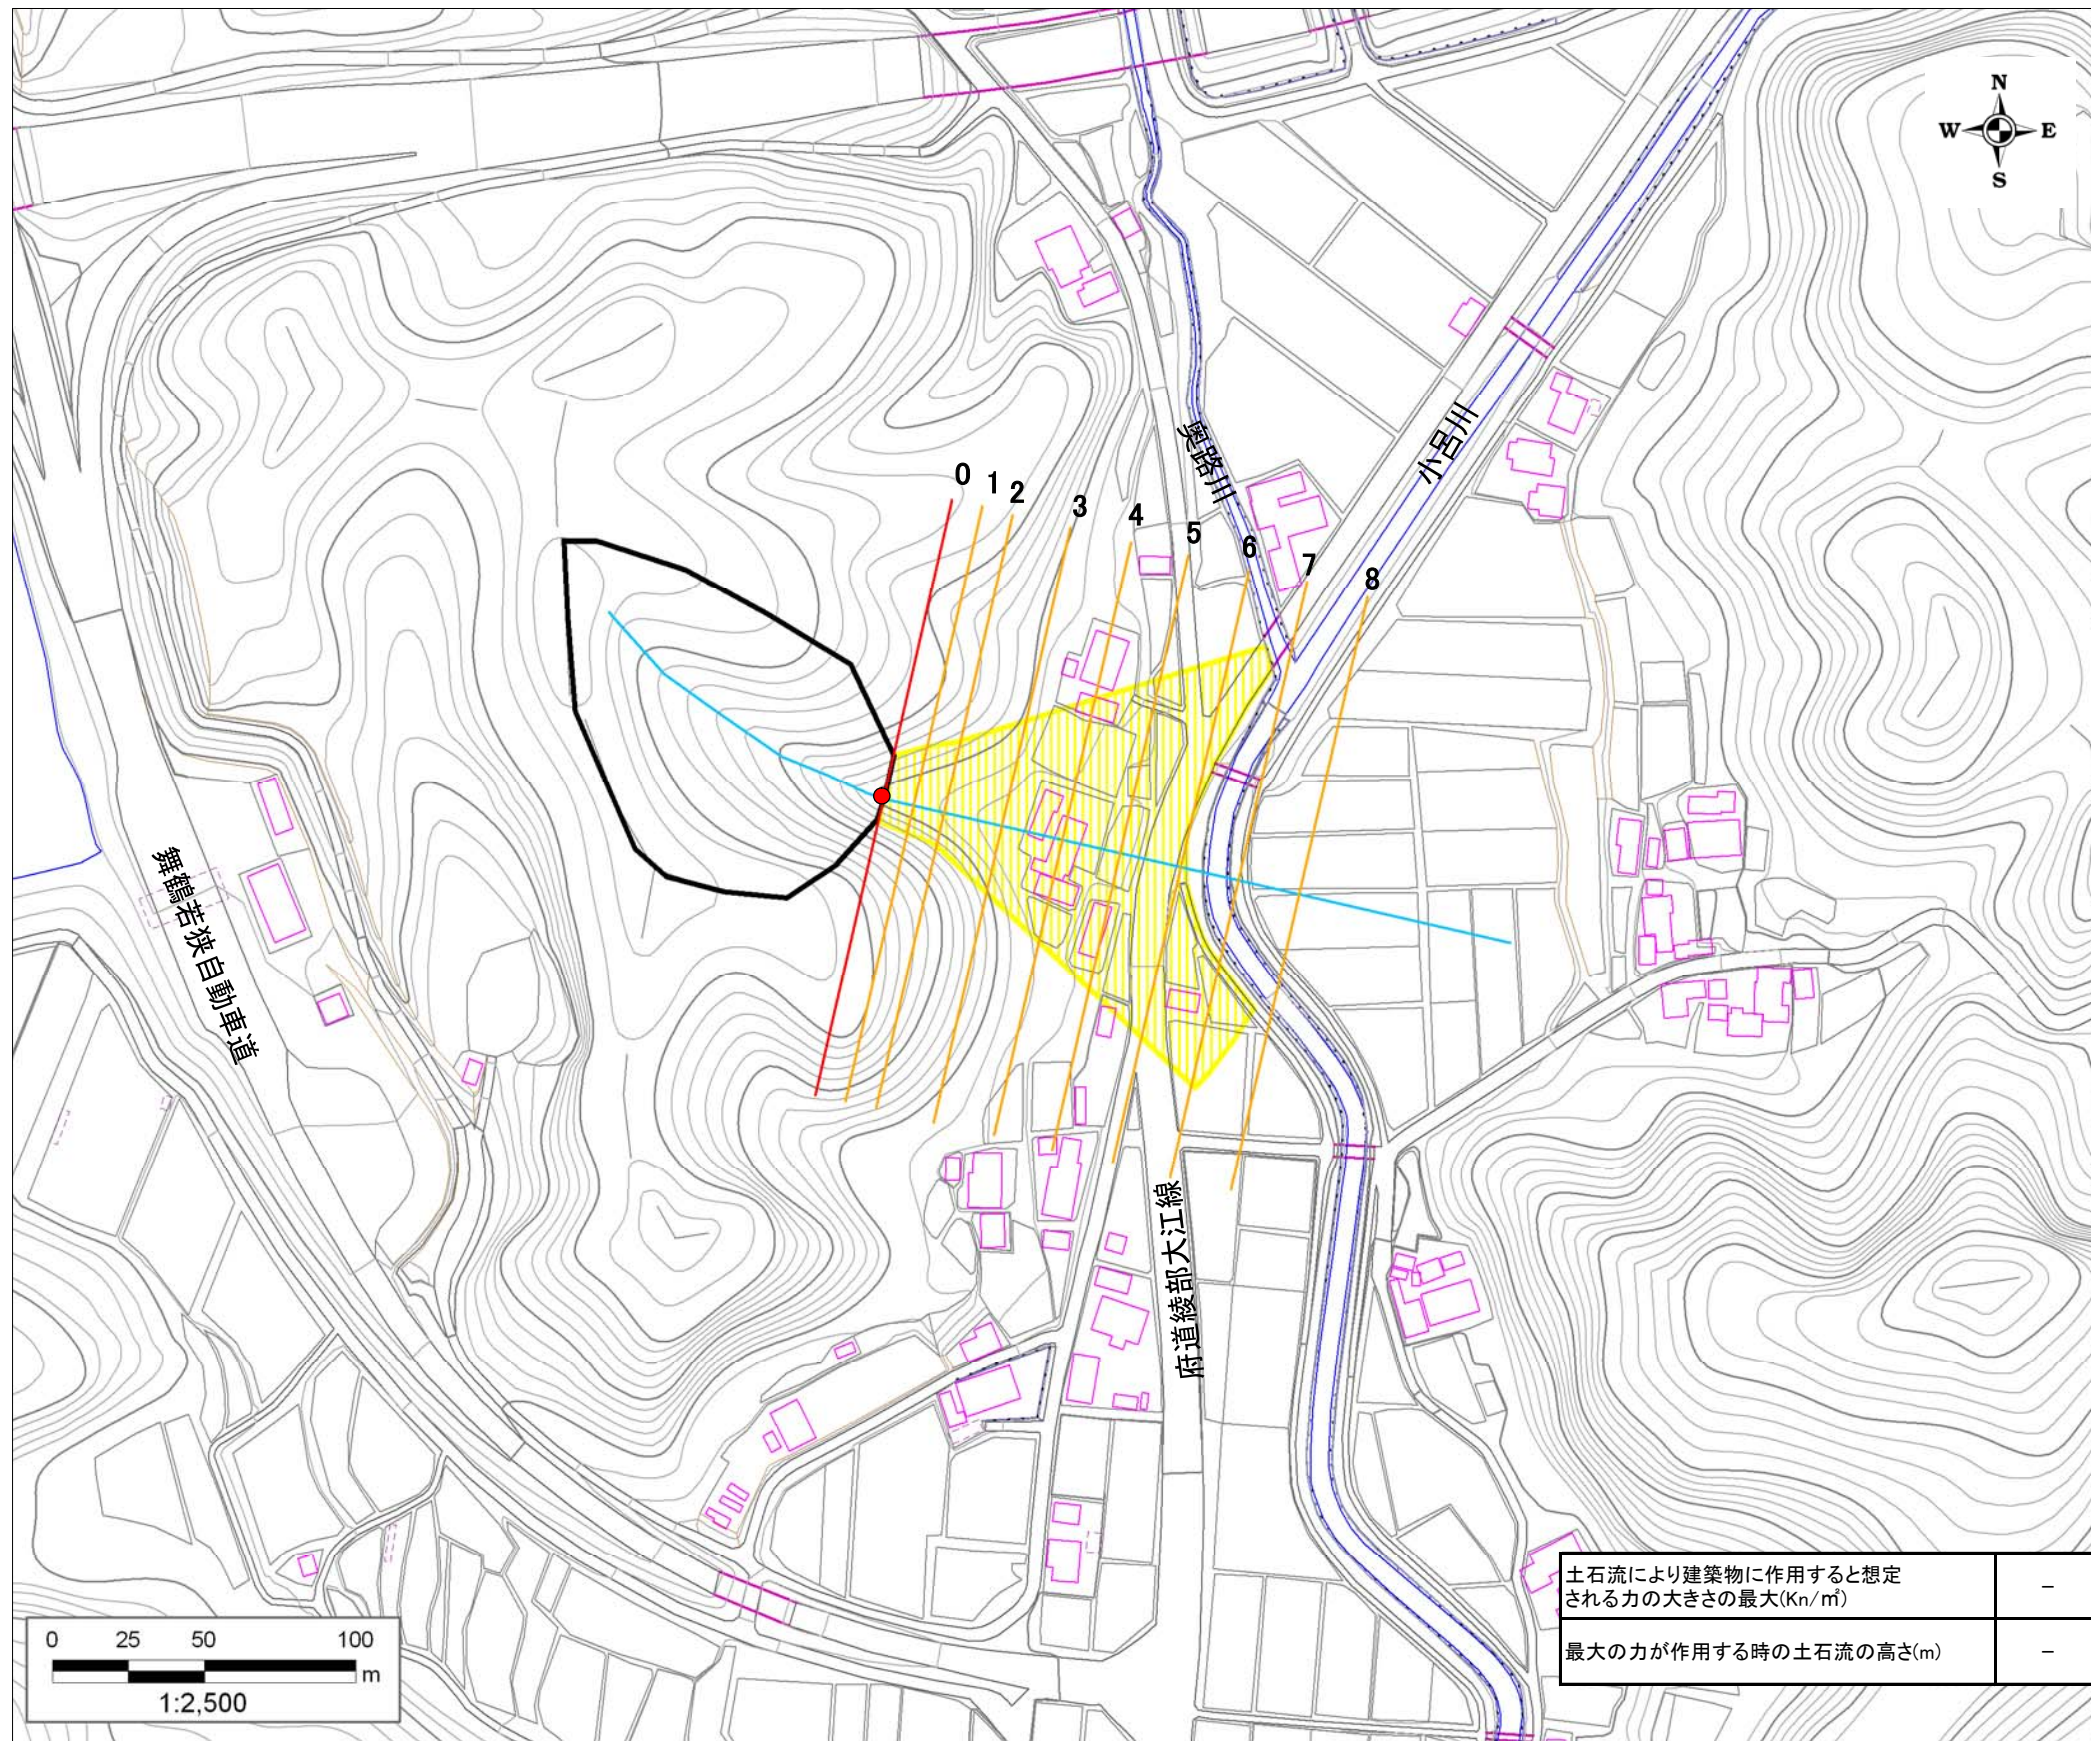 N
W E
S
0
1
2
3
4
5
6
7
8
奥路川
小呂川
舞鶴若狭自動車道
府道綾部大江線
土石流により建築物に作用すると想定
される力の大きさの最大(Kn/㎡)
－
最大の力が作用する時の土石流の高さ(m)
－
0 25 50 100
m
1:2,500